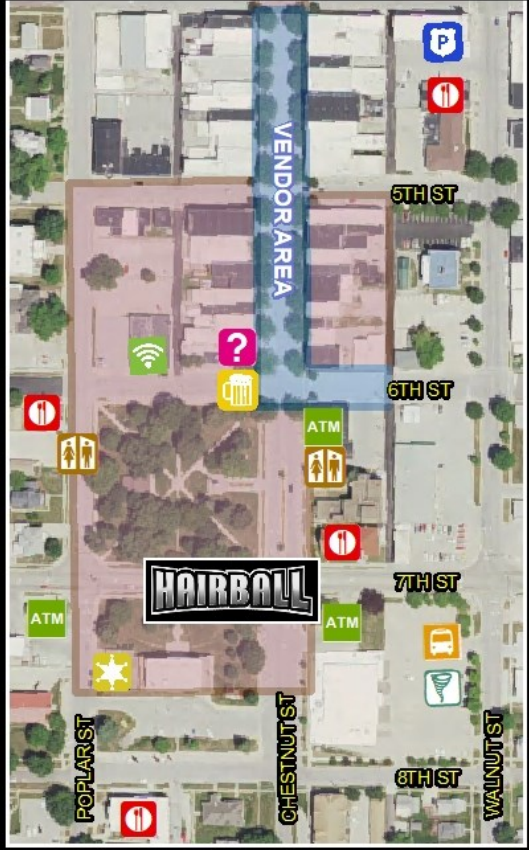 P
VENDOR AREA
5TH ST
?
6TH ST
ATM
HAIRBALL
7TH ST
ATM
ATM
POPLAR ST
CHESTNUT ST
WALNUT ST
8TH ST